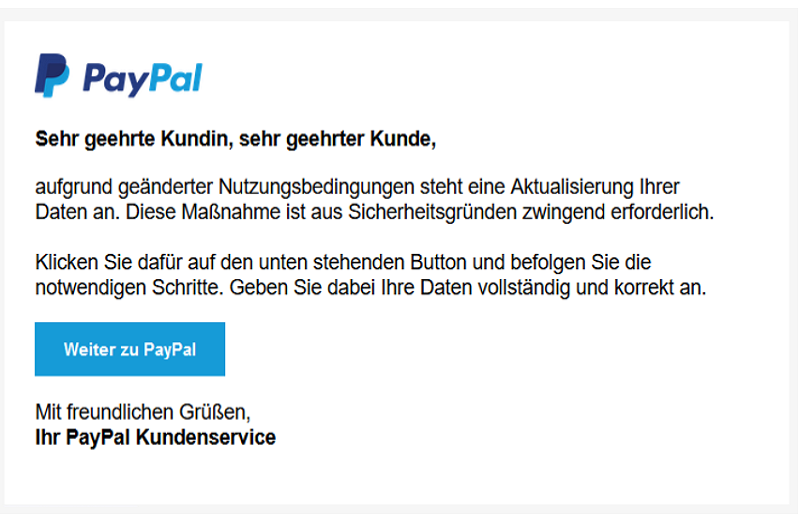 PayPal
Sehr geehrte Kundin, sehr geehrter Kunde,
aufgrund geänderter Nutzungsbedingungen steht eine Aktualisierung Ihrer
Daten an. Diese Maßnahme ist aus Sicherheitsgründen zwingend erforderlich.
Klicken Sie dafür auf den unten stehenden Button und befolgen Sie die
notwendigen Schritte. Geben Sie dabei Ihre Daten vollständig und korrekt an.
Weiter zu PayPal
Mit freundlichen Grüßen,
Ihr PayPal Kundenservice